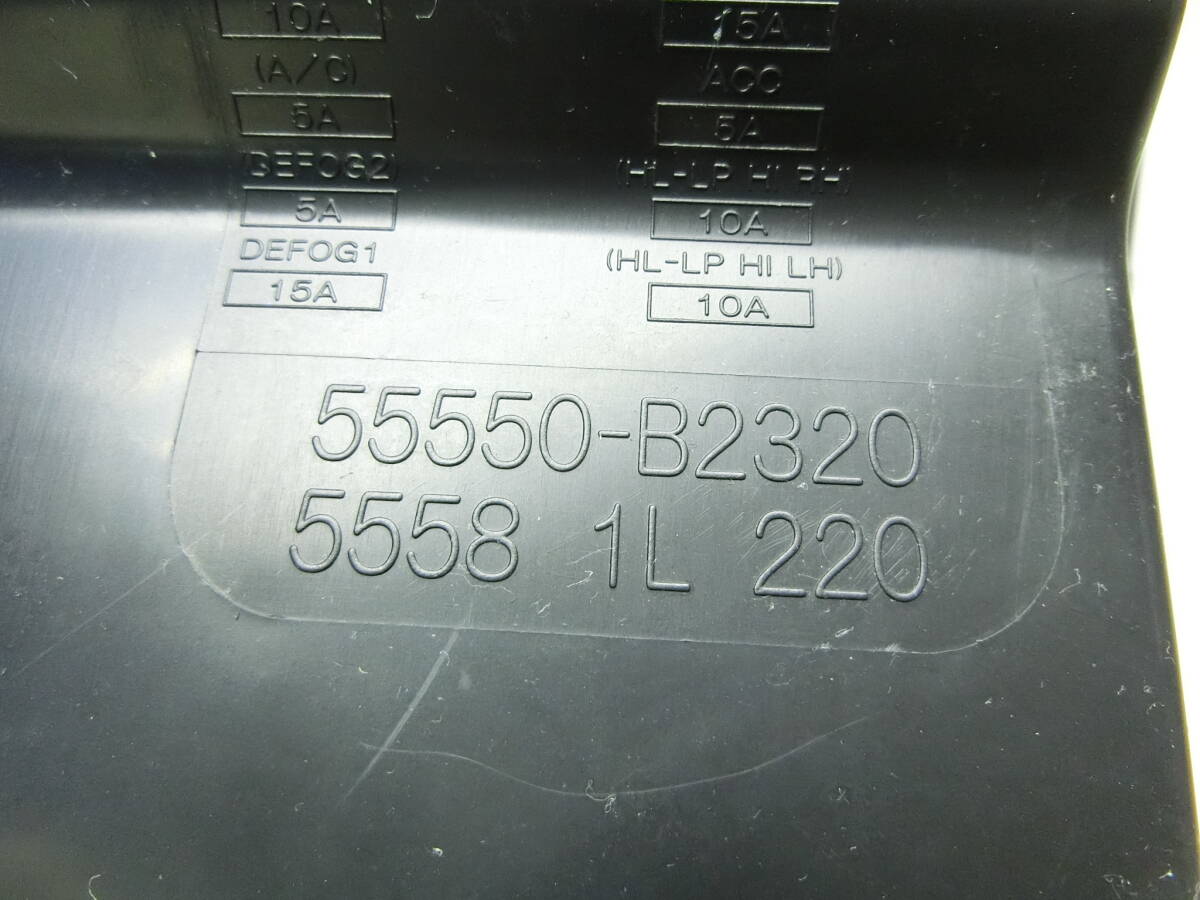 10A
(A/C)
5A
(DEFOG2)
5A
DEFOG1
15A
15A
ACC
5A
(HL-LP HI RH)
10A
(HL-LP HI LH)
10A
55550-B2320
5558 1L 220